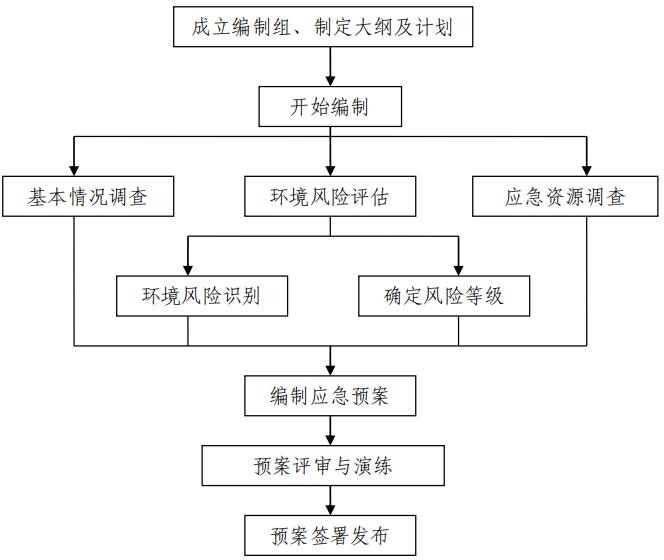 成立编制组、制定大纲及计划
开始编制
基本情况调查
环境风险评估
应急资源调查
环境风险识别
确定风险等级
编制应急预案
预案评审与演练
预案签署发布